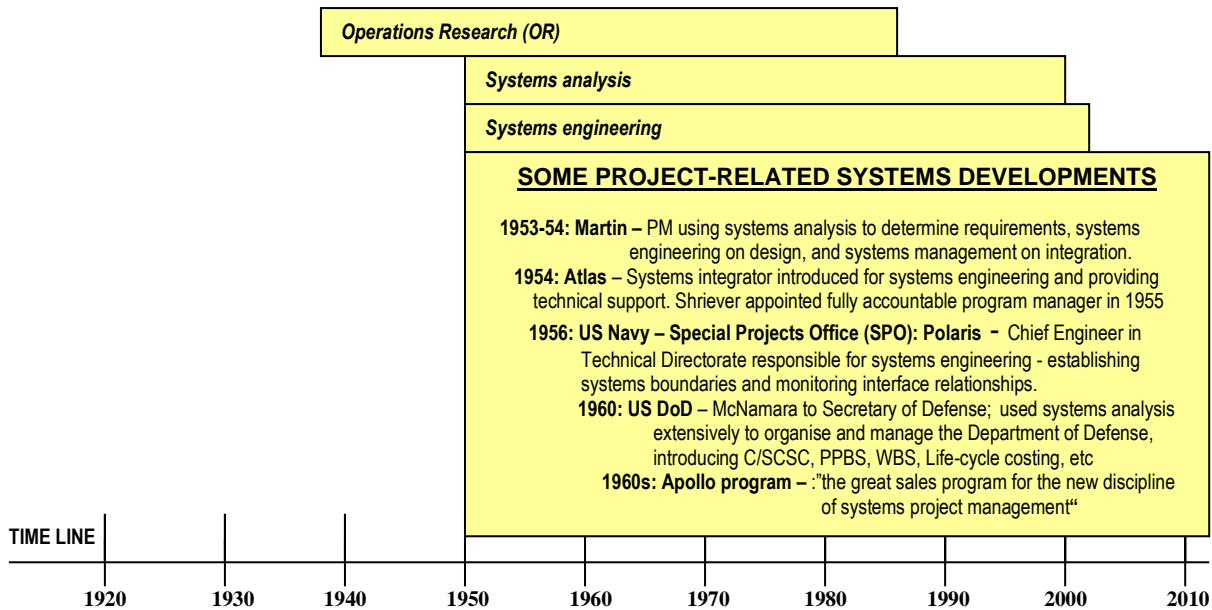 Operations Research (OR)
Systems analysis
Systems engineering
SOME PROJECT-RELATED SYSTEMS DEVELOPMENTS
1953-54: Martin – PM using systems analysis to determine requirements, systems
engineering on design, and systems management on integration.
1954: Atlas – Systems integrator introduced for systems engineering and providing
technical support. Shriever appointed fully accountable program manager in 1955
1956: US Navy – Special Projects Office (SPO): Polaris - Chief Engineer in
Technical Directorate responsible for systems engineering - establishing
systems boundaries and monitoring interface relationships.
1960: US DoD – McNamara to Secretary of Defense; used systems analysis
extensively to organise and manage the Department of Defense,
introducing C/SCSC, PPBS, WBS, Life-cycle costing, etc
1960s: Apollo program – :”the great sales program for the new discipline
of systems project management“
TIME LINE
1920 1930 1940 1950 1960 1970 1980 1990 2000 2010